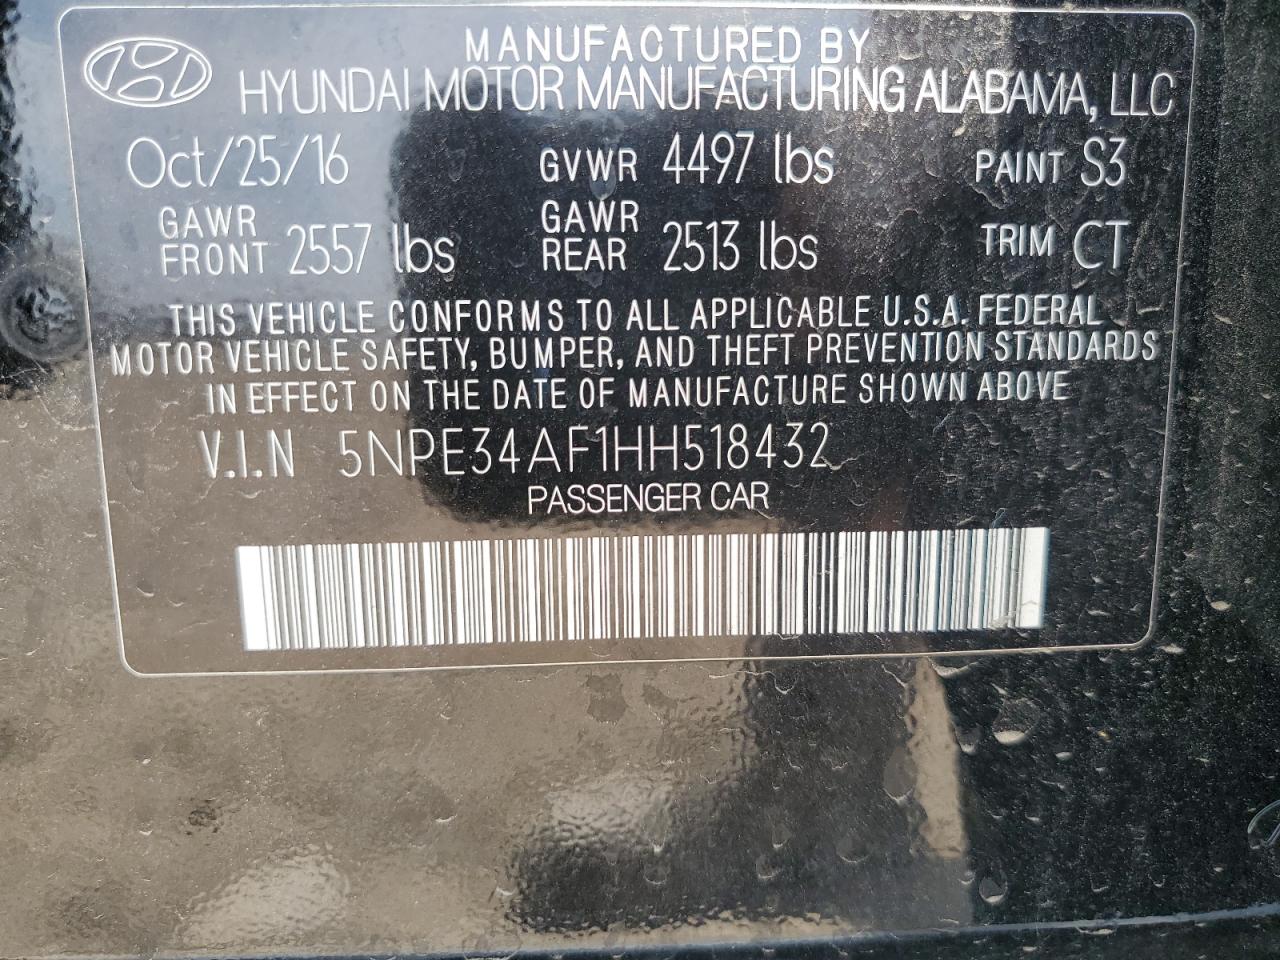 MANUFACTURED BY
HYUNDAI MOTOR MANUFACTURING ALABAMA, LLC
Oct/25/16 GVWR 4497 lbs PAINT S3
GAWR FRONT 2557 lbs GAWR REAR 2513 lbs TRIM CT
THIS VEHICLE CONFORMS TO ALL APPLICABLE U.S.A. FEDERAL
MOTOR VEHICLE SAFETY, BUMPER, AND THEFT PREVENTION STANDARDS
IN EFFECT ON THE DATE OF MANUFACTURE SHOWN ABOVE
V.I.N 5NPE34AF1HH518432
PASSENGER CAR